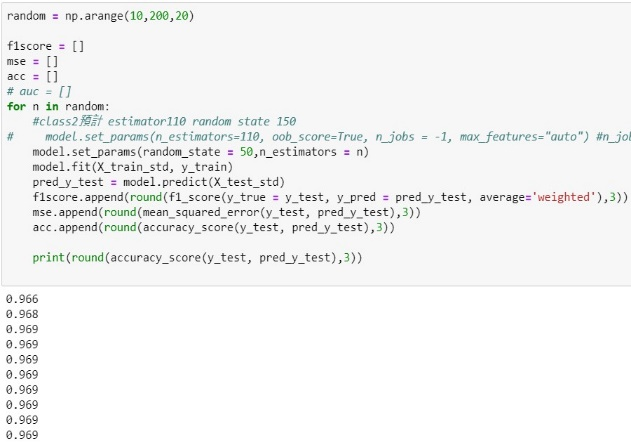 random = np.arange(10,200,20)
f1score = []
mse = []
acc = []
# auc = []
for n in random:
#class2預計 estimator110 random state 150
# model.set_params(n_estimators=110, oob_score=True, n_jobs = -1, max_features="auto") #n_jo
model.set_params(random_state = 50,n_estimators = n)
model.fit(X_train_std, y_train)
pred_y_test = model.predict(X_test_std)
f1score.append(round(f1_score(y_true = y_test, y_pred = pred_y_test, average='weighted'),3))
mse.append(round(mean_squared_error(y_test, pred_y_test),3))
acc.append(round(accuracy_score(y_test, pred_y_test),3))
print(round(accuracy_score(y_test, pred_y_test),3))
0.966
0.968
0.969
0.969
0.969
0.969
0.969
0.969
0.969
0.969